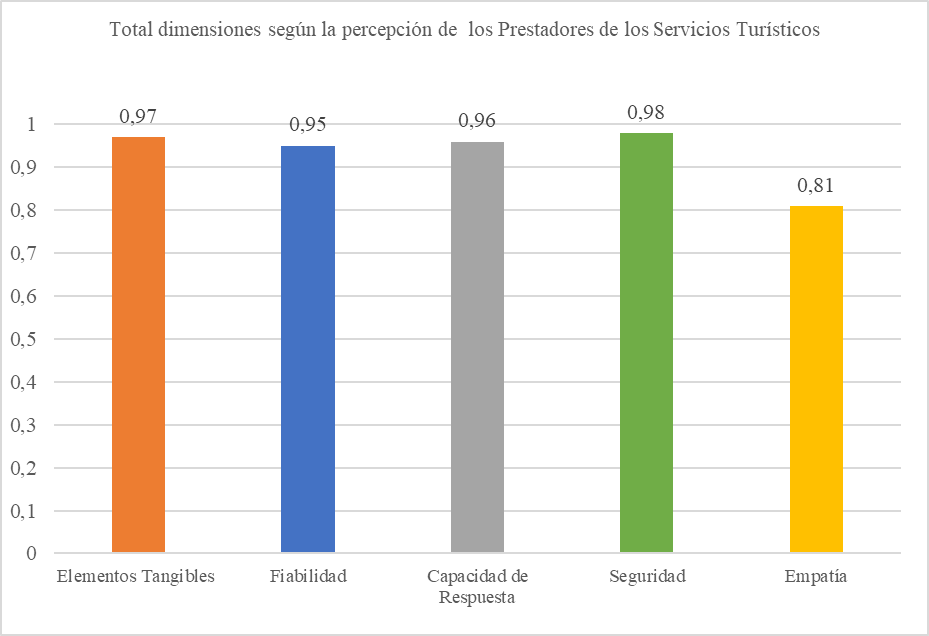 Total dimensiones según la percepción de  los Prestadores de los Servicios Turísticos
0,97
0,95
0,96
0,98
0,81
1
0,9
0,8
0,7
0,6
0,5
0,4
0,3
0,2
0,1
0
Elementos Tangibles
Fiabilidad
Capacidad de
Respuesta
Seguridad
Empatía